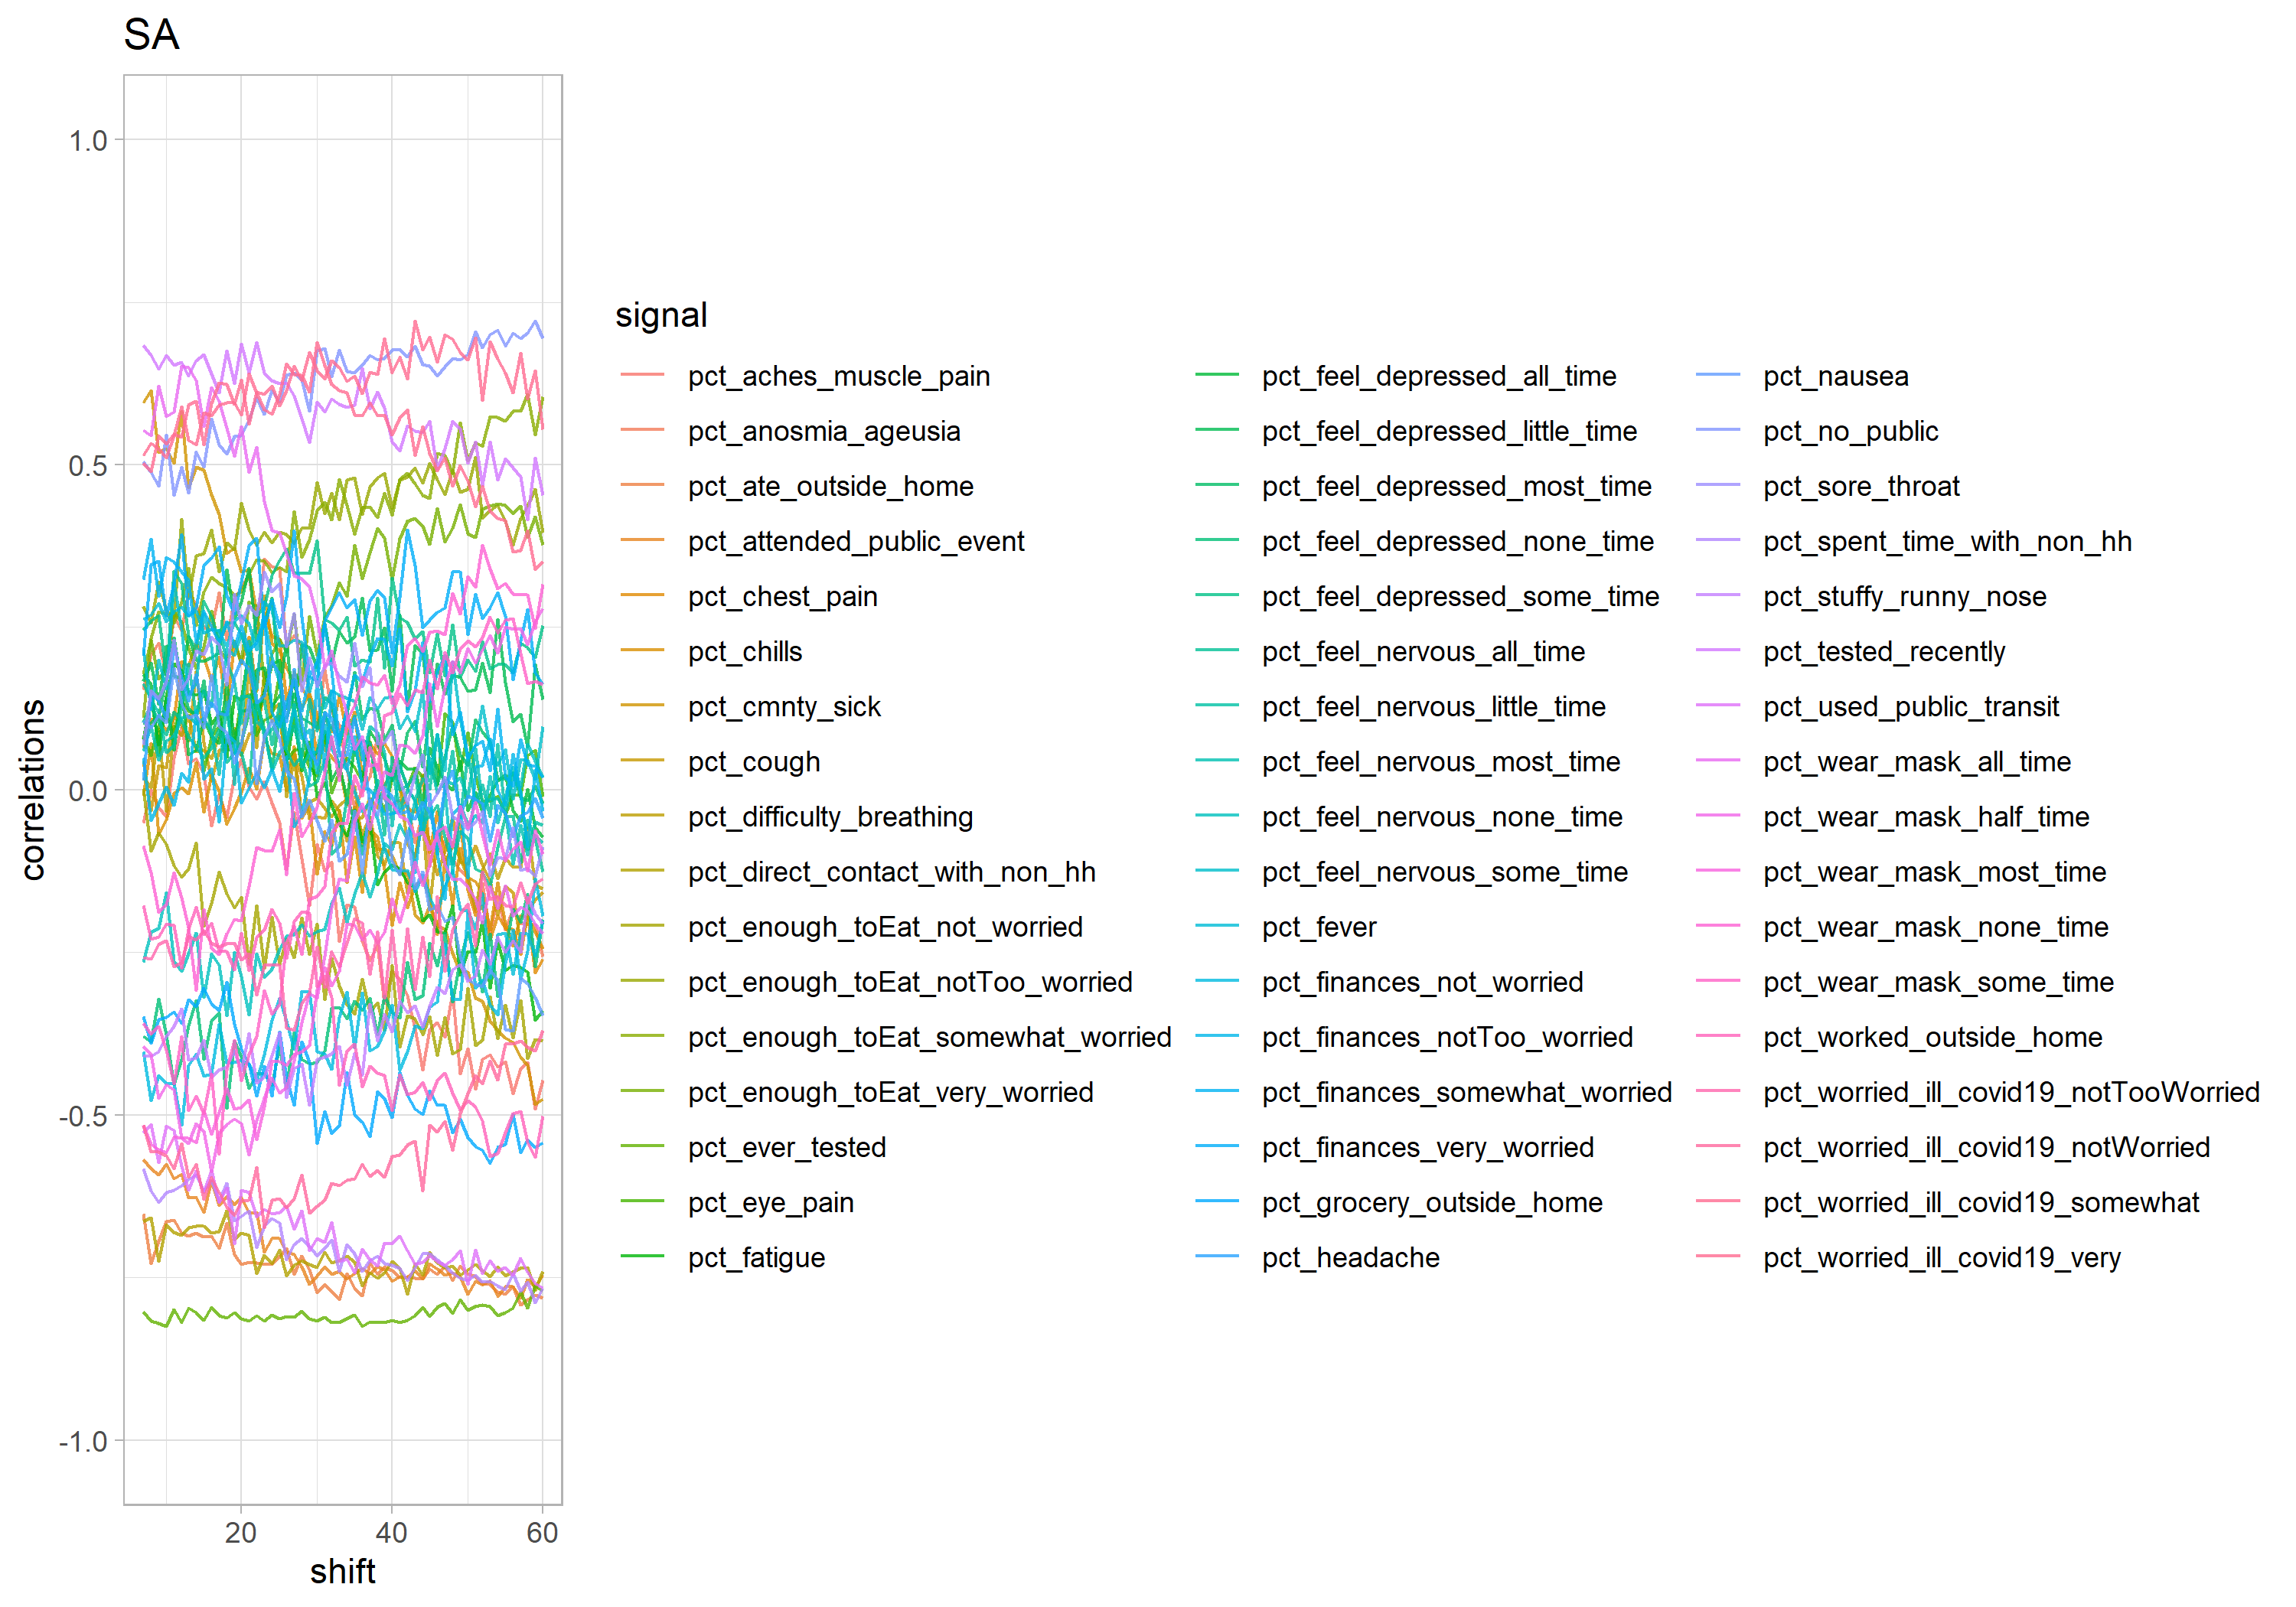 SA
1.0
0.5
0.0
-0.5
-1.0
correlations
20 40 60
shift
signal
pct_aches_muscle_pain
pct_anosmia_ageusia
pct_ate_outside_home
pct_attended_public_event
pct_chest_pain
pct_chills
pct_cmnty_sick
pct_cough
pct_difficulty_breathing
pct_direct_contact_with_non_hh
pct_enough_toEat_not_worried
pct_enough_toEat_notToo_worried
pct_enough_toEat_somewhat_worried
pct_enough_toEat_very_worried
pct_ever_tested
pct_eye_pain
pct_fatigue
pct_feel_depressed_all_time
pct_feel_depressed_little_time
pct_feel_depressed_most_time
pct_feel_depressed_none_time
pct_feel_depressed_some_time
pct_feel_nervous_all_time
pct_feel_nervous_little_time
pct_feel_nervous_most_time
pct_feel_nervous_none_time
pct_feel_nervous_some_time
pct_fever
pct_finances_not_worried
pct_finances_notToo_worried
pct_finances_somewhat_worried
pct_finances_very_worried
pct_grocery_outside_home
pct_headache
pct_nausea
pct_no_public
pct_sore_throat
pct_spent_time_with_non_hh
pct_stuffy_runny_nose
pct_tested_recently
pct_used_public_transit
pct_wear_mask_all_time
pct_wear_mask_half_time
pct_wear_mask_most_time
pct_wear_mask_none_time
pct_wear_mask_some_time
pct_worked_outside_home
pct_worried_ill_covid19_notTooWorried
pct_worried_ill_covid19_notWorried
pct_worried_ill_covid19_somewhat
pct_worried_ill_covid19_very